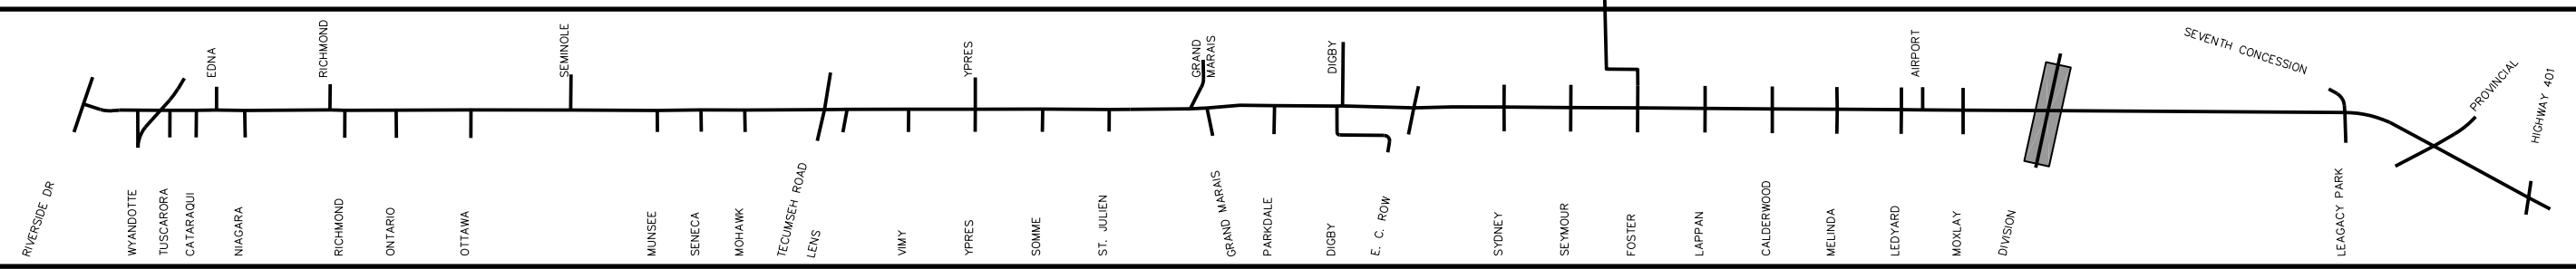 EDNA
RICHMOND
SEMINOLE
YPRES
GRAND
MARAIS
DIGBY
AIRPORT
SEVENTH CONCESSION
PROVINCIAL
HIGHWAY 401
RIVERSIDE DR
WYANDOTTE
TUSCARORA
CATARAQUI
NIAGARA
RICHMOND
ONTARIO
OTTAWA
MUNSEE
SENECA
MOHAWK
TECUMSEH ROAD
LENS
VIMY
YPRES
SOMME
ST. JULIEN
GRAND MARAIS
PARKDALE
DIGBY
E. C. ROW
SYDNEY
SEYMOUR
FOSTER
LAPPAN
CALDERWOOD
MELINDA
LEDYARD
MOXLAY
DIVISION
LEAGACY PARK